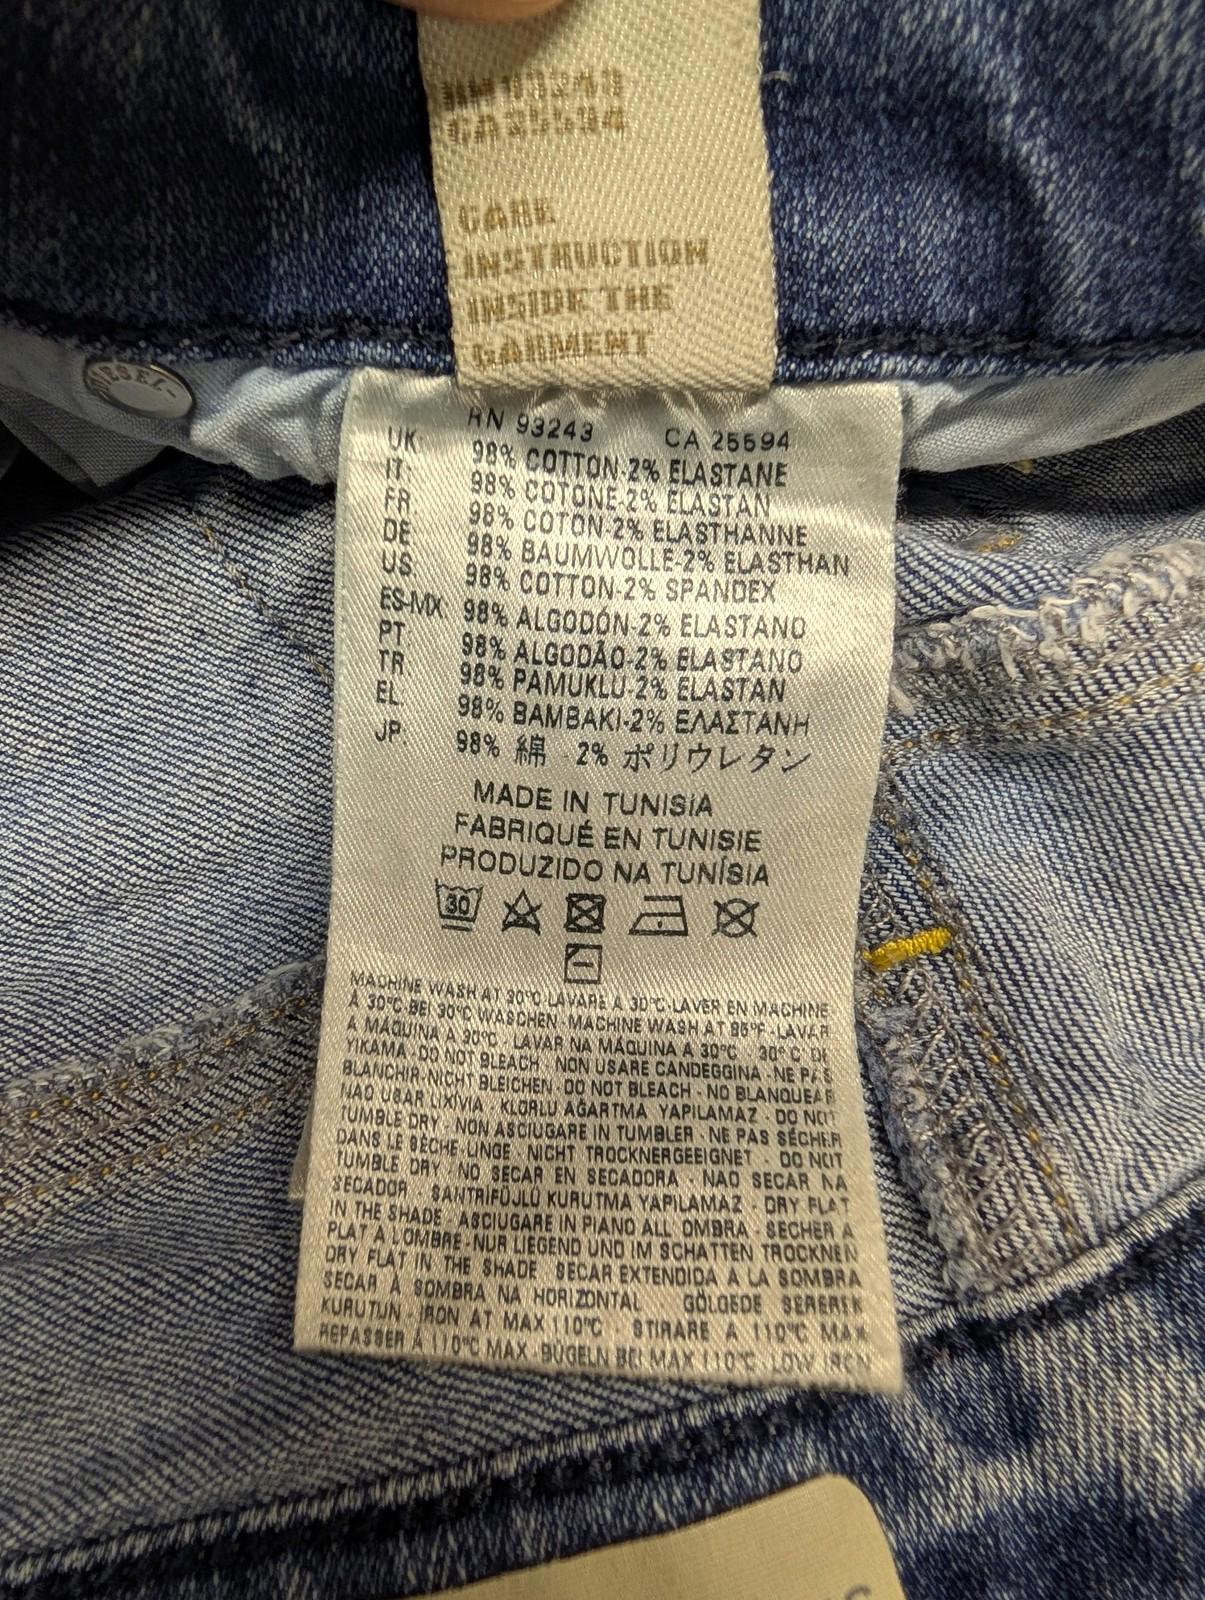 RN 93243
CA 25594
CARE
INSTRUCTION
INSIDE THE
GARMENT
DIESEL
RN 93243 CA 25594
UK: 98% COTTON-2% ELASTANE
IT: 98% COTONE-2% ELASTAN
FR 98% COTON-2% ELASTHANNE
DE 98% BAUMWOLLE-2% ELASTHAN
US 98% COTTON-2% SPANDEX
ES-MX: 98% ALGODÓN-2% ELASTANO
PT: 98% ALGODÃO-2% ELASTANO
TR: 98% PAMUKLU-2% ELASTAN
EL 98% BAMBAKI-2% ΕΛΑΣΤΑΝΗ
JP: 98% 綿 -2% ポリウレタン
MADE IN TUNISIA
FABRIQUÉ EN TUNISIE
PRODUZIDO NA TUNÍSIA
30
MACHINE WASH AT 30°C-LAVARE A 30°C-LAVER EN MACHINE
À 30°C-BEI 30°C WASCHEN-MACHINE WASH AT 86°F-LAVAR
A MÁQUINA A 30°C - LAVAR NA MÁQUINA A 30°C - 30° C DE
YIKAMA - DO NOT BLEACH - NON USARE CANDEGGINA - NE PAS
BLANCHIR-NICHT BLEICHEN - DO NOT BLEACH - NO BLANQUEAR
NÃO USAR LIXÍVIA - KLORLU AĞARTMA YAPILAMAZ - DO NOT
TUMBLE DRY - NON ASCIUGARE IN TUMBLER - NE PAS SÉCHER
DANS LE SÈCHE-LINGE - NICHT TROCKNERGEEIGNET - DO NOT
TUMBLE DRY - NO SECAR EN SECADORA - NÃO SECAR NA
SECADOR - SANTRİFÜJLÜ KURUTMA YAPILAMAZ - DRY FLAT
IN THE SHADE - ASCIUGARE IN PIANO ALL'OMBRA - SECHER A
PLAT A L'OMBRE-NUR LIEGEND UND IM SCHATTEN TROCKNEN
DRY FLAT IN THE SHADE SECAR EXTENDIDA A LA SOMBRA
SECAR À SOMBRA NA HORIZONTAL - GÖLGEDE SEREREK
KURUTUN - IRON AT MAX 110°C - STIRARE A 110°C MAX
REPASSER À 110°C MAX - BÜGELN BEI MAX 110°C - LOW IRON